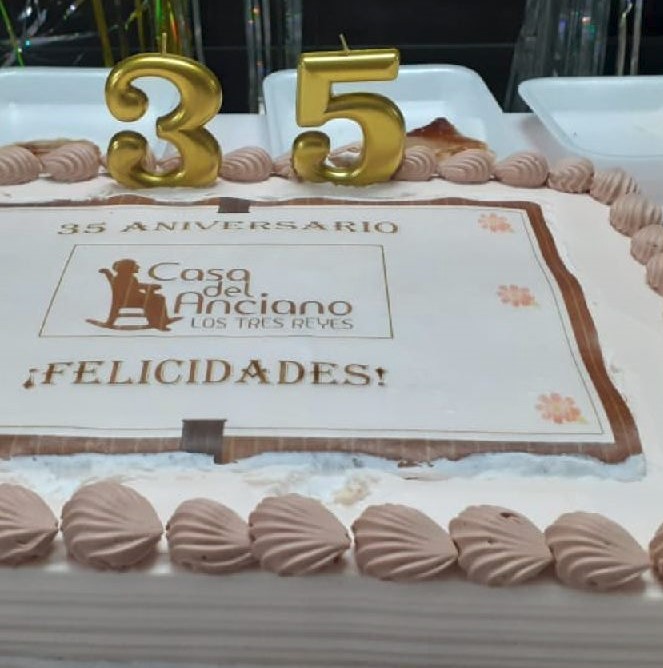 35
35 ANIVERSARIO
Casa
del
Anciano
LOS TRES REYES
¡FELICIDADES!